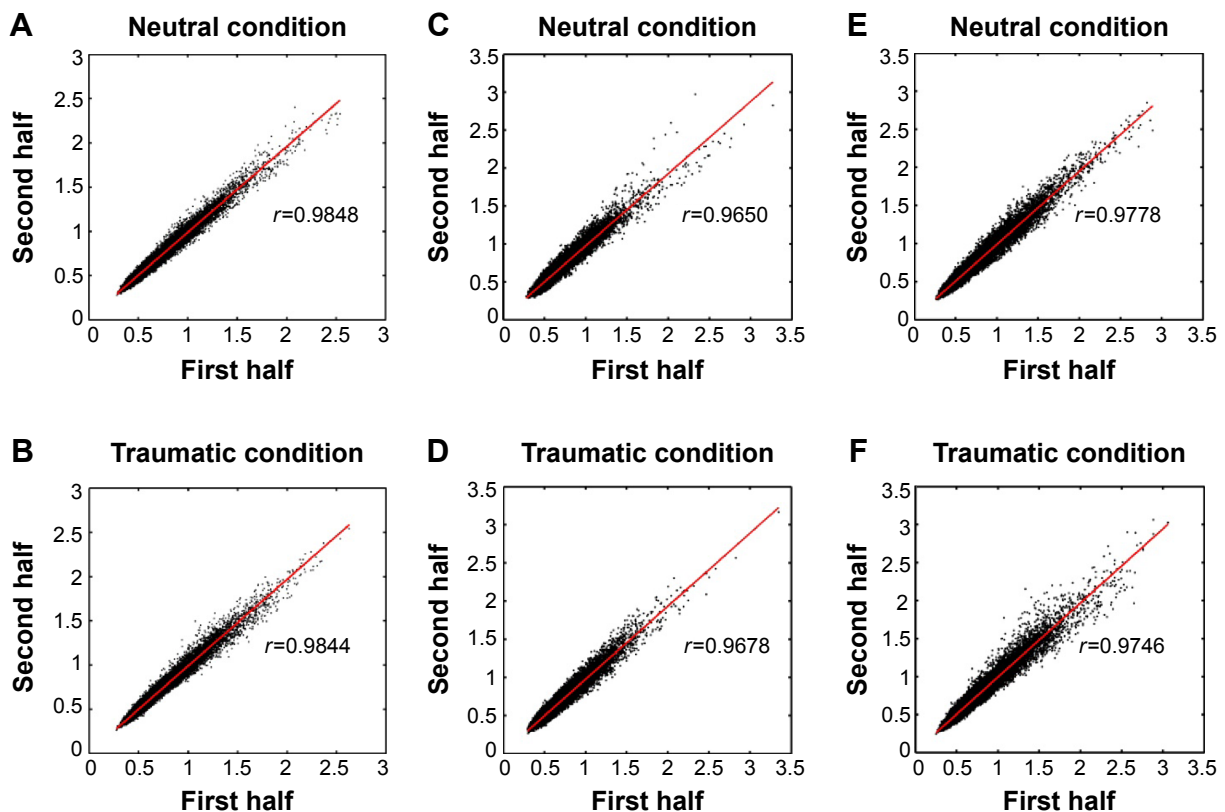 A Neutral condition
3
2.5
2
1.5
1
0.5
0
Second half
r=0.9848
0 0.5 1 1.5 2 2.5 3
First half
C Neutral condition
3.5
3
2.5
2
1.5
1
0.5
0
Second half
r=0.9650
0 0.5 1 1.5 2 2.5 3 3.5
First half
E Neutral condition
3.5
3
2.5
2
1.5
1
0.5
0
Second half
r=0.9778
0 0.5 1 1.5 2 2.5 3 3.5
First half
B Traumatic condition
3
2.5
2
1.5
1
0.5
0
Second half
r=0.9844
0 0.5 1 1.5 2 2.5 3
First half
D Traumatic condition
3.5
3
2.5
2
1.5
1
0.5
0
Second half
r=0.9678
0 0.5 1 1.5 2 2.5 3 3.5
First half
F Traumatic condition
3.5
3
2.5
2
1.5
1
0.5
0
Second half
r=0.9746
0 0.5 1 1.5 2 2.5 3 3.5
First half